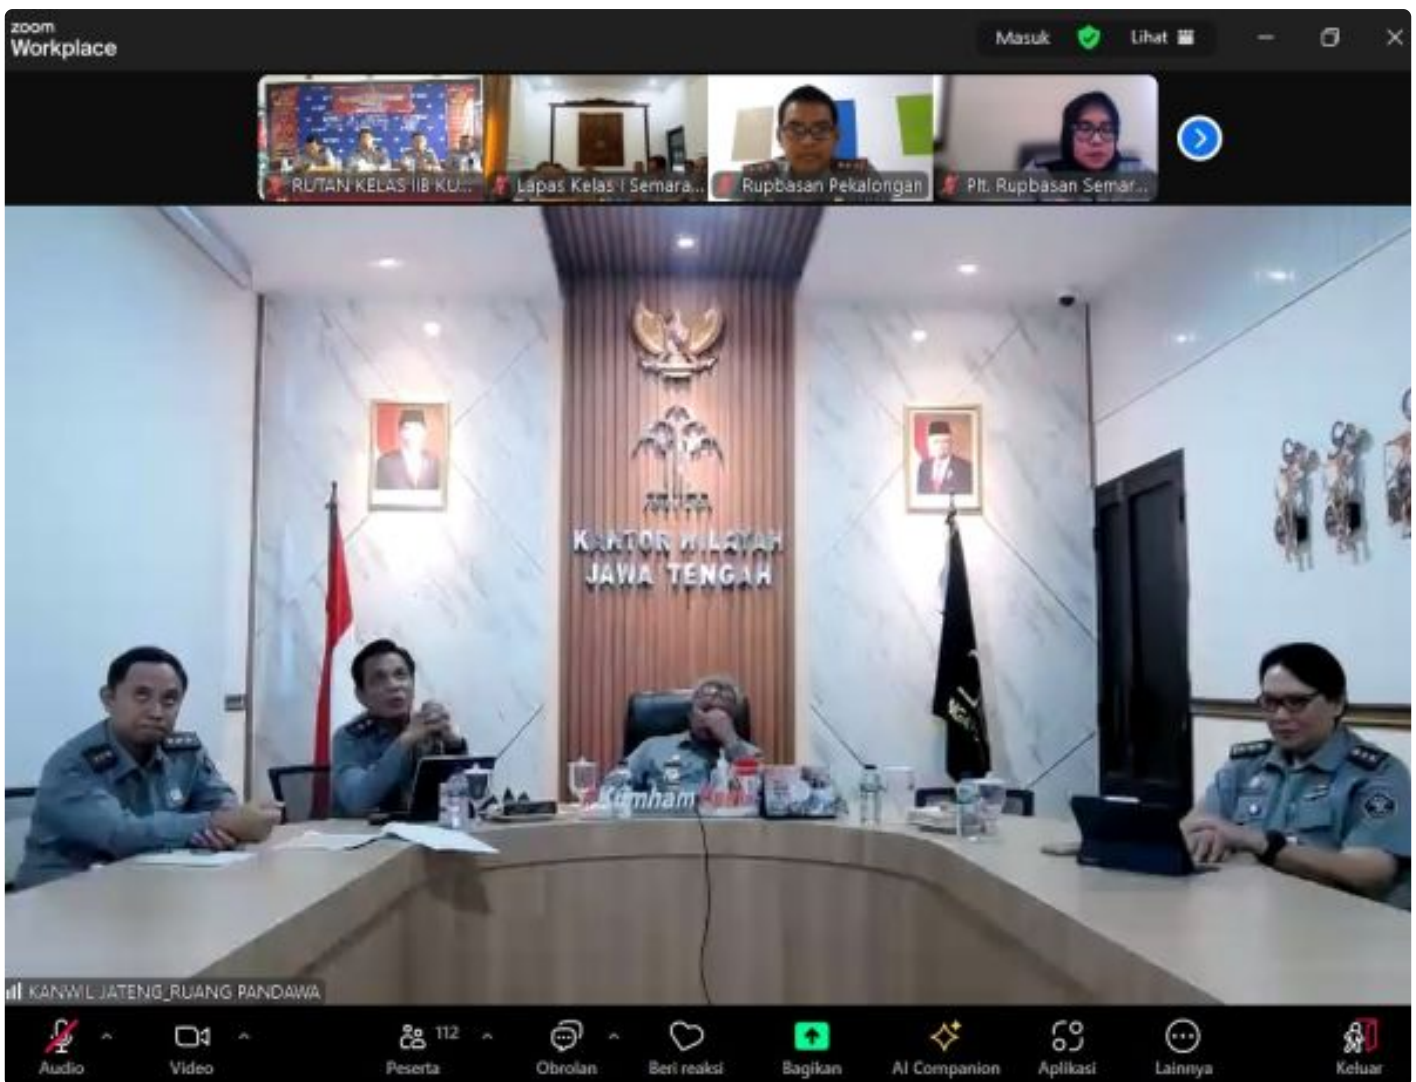 zoom
Workplace
Masuk
Lihat
RUTAN KELAS IIB KU...
Lapas Kelas I Semara...
Rupbasan Pekalongan
Plt. Rupbasan Semar...
KANTOR WILAYAH
JAWA TENGAH
Kumham
KANWIL JATENG_RUANG PANDAWA
112
Audio
Video
Peserta
Obrolan
Beri reaksi
Bagikan
AI Companion
Aplikasi
Lainnya
Keluar